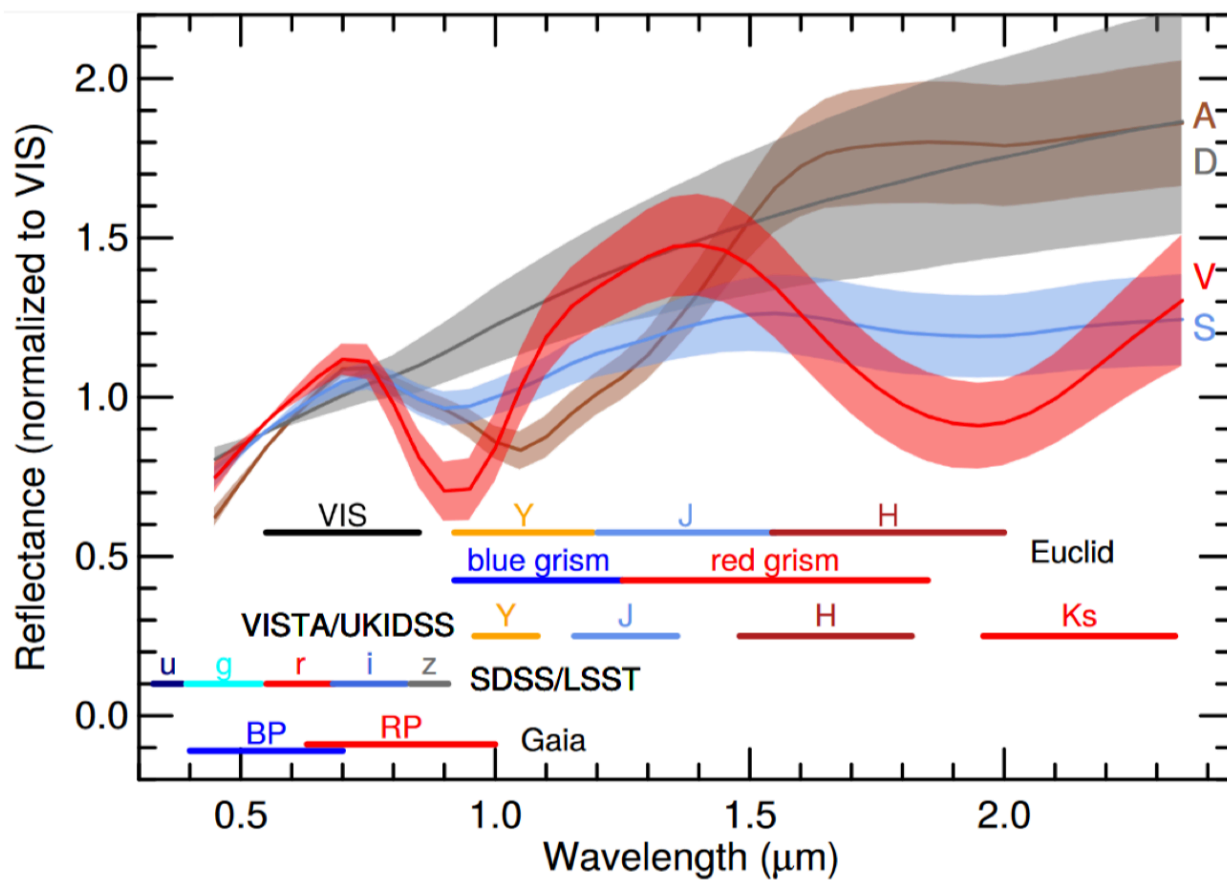 Reflectance (normalized to VIS)
2.0
1.5
1.0
0.5
0.0
A
D
V
S
VIS Y J H
Euclid
blue grism red grism
VISTA/UKIDSS Y J H Ks
u g r i z SDSS/LSST
BP RP Gaia
0.5 1.0 1.5 2.0
Wavelength (μm)